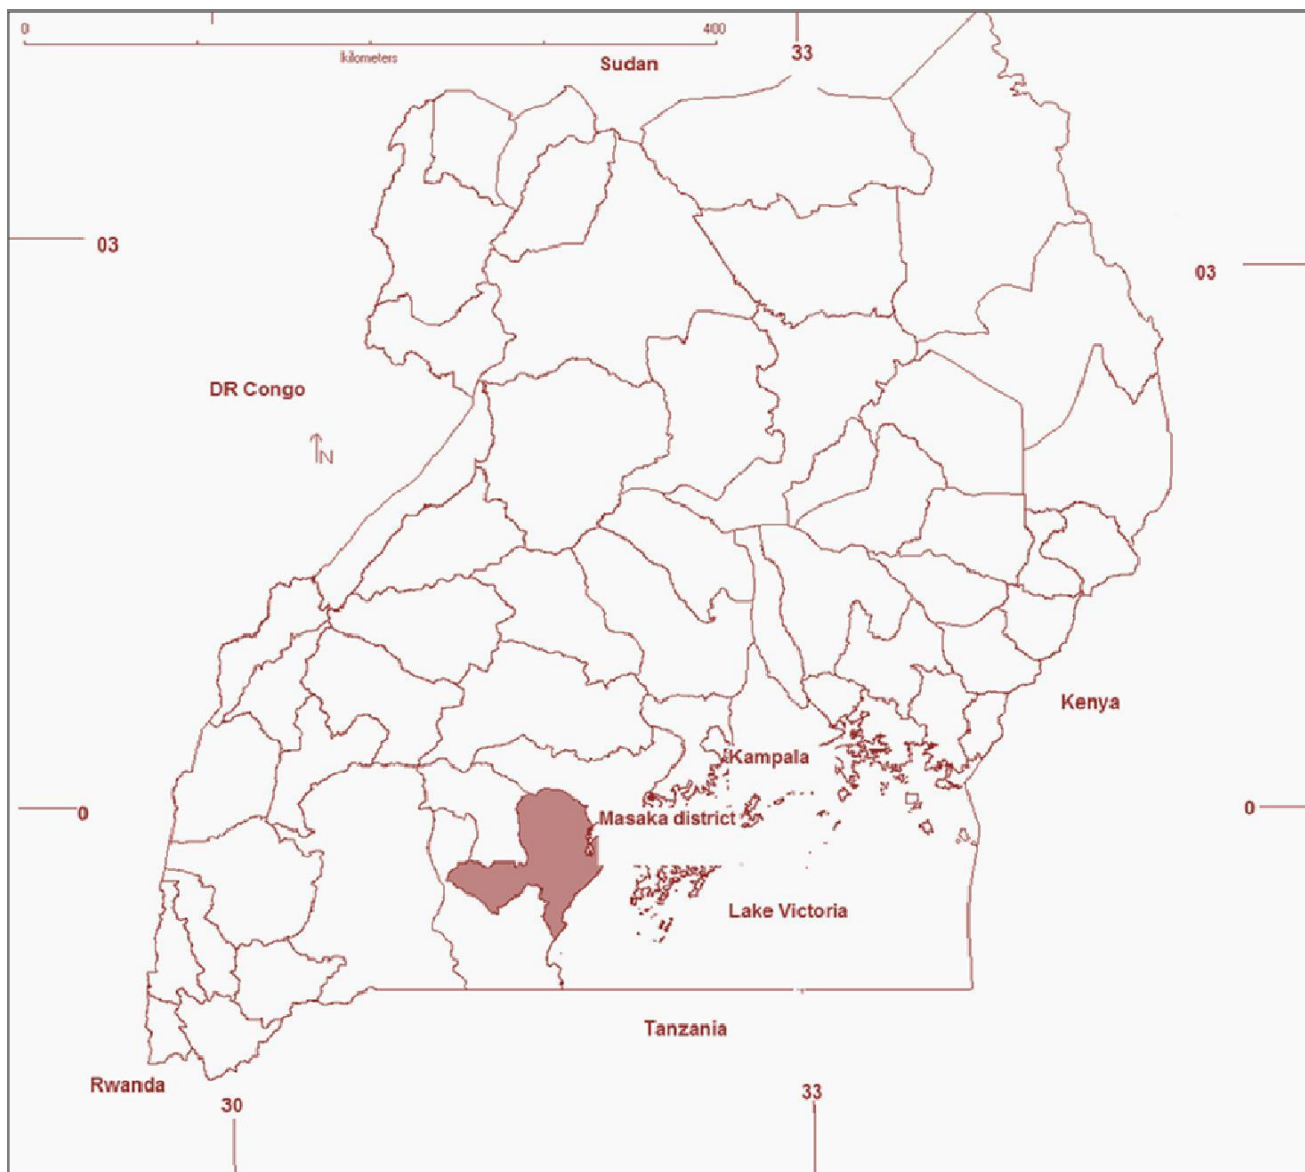 0 400
kilometers
33
Sudan
03
03
DR Congo
N
Kenya
Kampala
0
Masaka district
0
Lake Victoria
Tanzania
Rwanda
30
33